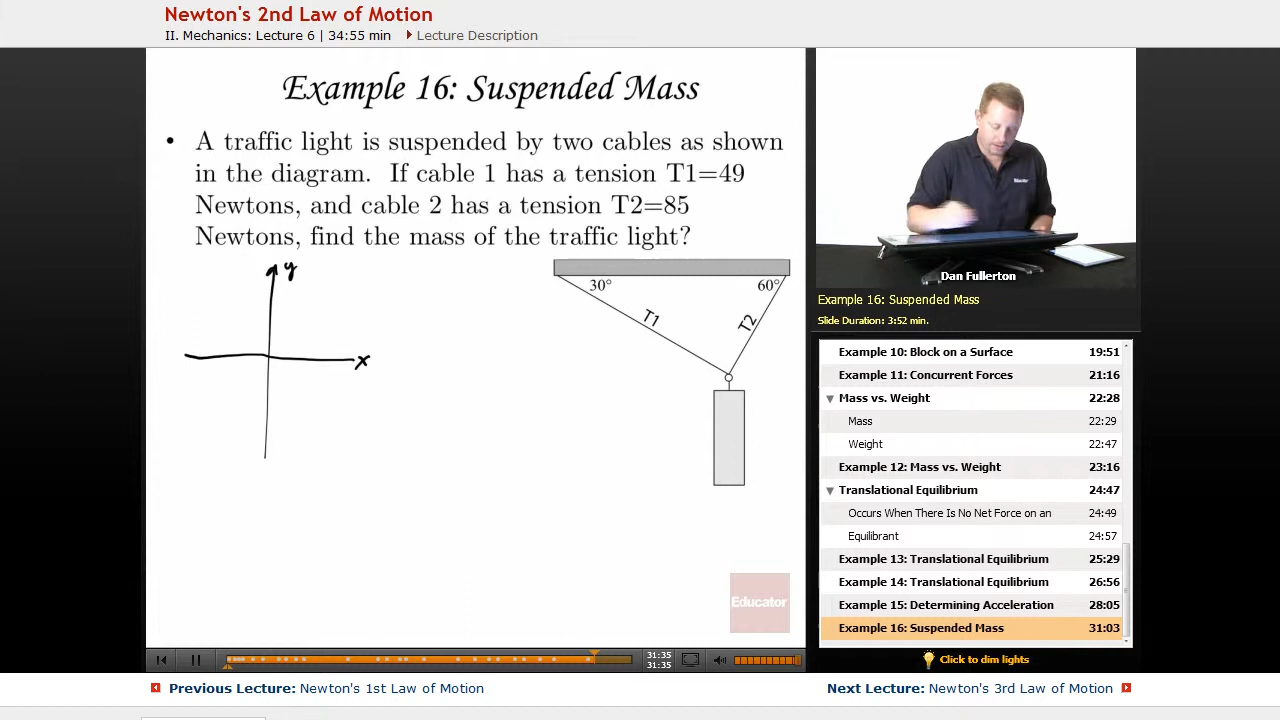 Newton's 2nd Law of Motion
II. Mechanics: Lecture 6 | 34:55 min
Lecture Description
Example 16: Suspended Mass
• A traffic light is suspended by two cables as shown
in the diagram. If cable 1 has a tension T1=49
Newtons, and cable 2 has a tension T2=85
Newtons, find the mass of the traffic light?
y
x
30°
60°
T1
T2
Educator
31:35
31:35
Educator
Dan Fullerton
Example 16: Suspended Mass
Slide Duration: 3:52 min.
Example 10: Block on a Surface 19:51
Example 11: Concurrent Forces 21:16
Mass vs. Weight 22:28
Mass 22:29
Weight 22:47
Example 12: Mass vs. Weight 23:16
Translational Equilibrium 24:47
Occurs When There Is No Net Force on an 24:49
Equilibrant 24:57
Example 13: Translational Equilibrium 25:29
Example 14: Translational Equilibrium 26:56
Example 15: Determining Acceleration 28:05
Example 16: Suspended Mass 31:03
Click to dim lights
Previous Lecture: Newton's 1st Law of Motion
Next Lecture: Newton's 3rd Law of Motion